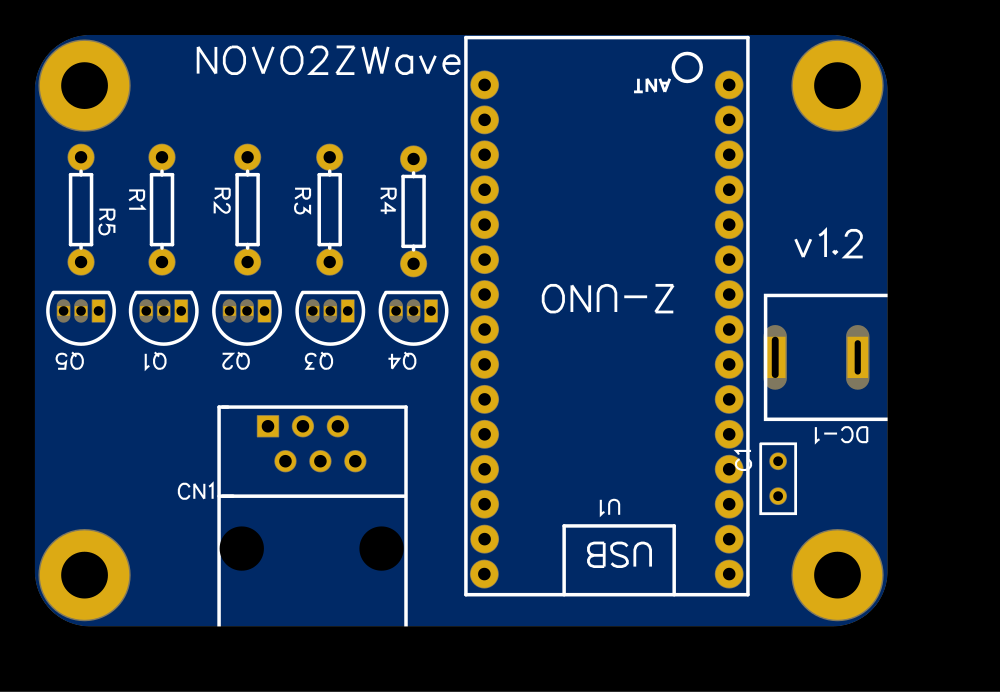 NOVO2ZWave
ANT
R5
R1
R2
R3
R4
v1.2
Z-UNO
Q5
Q1
Q2
Q3
Q4
DC-1
C1
CN1
U1
USB